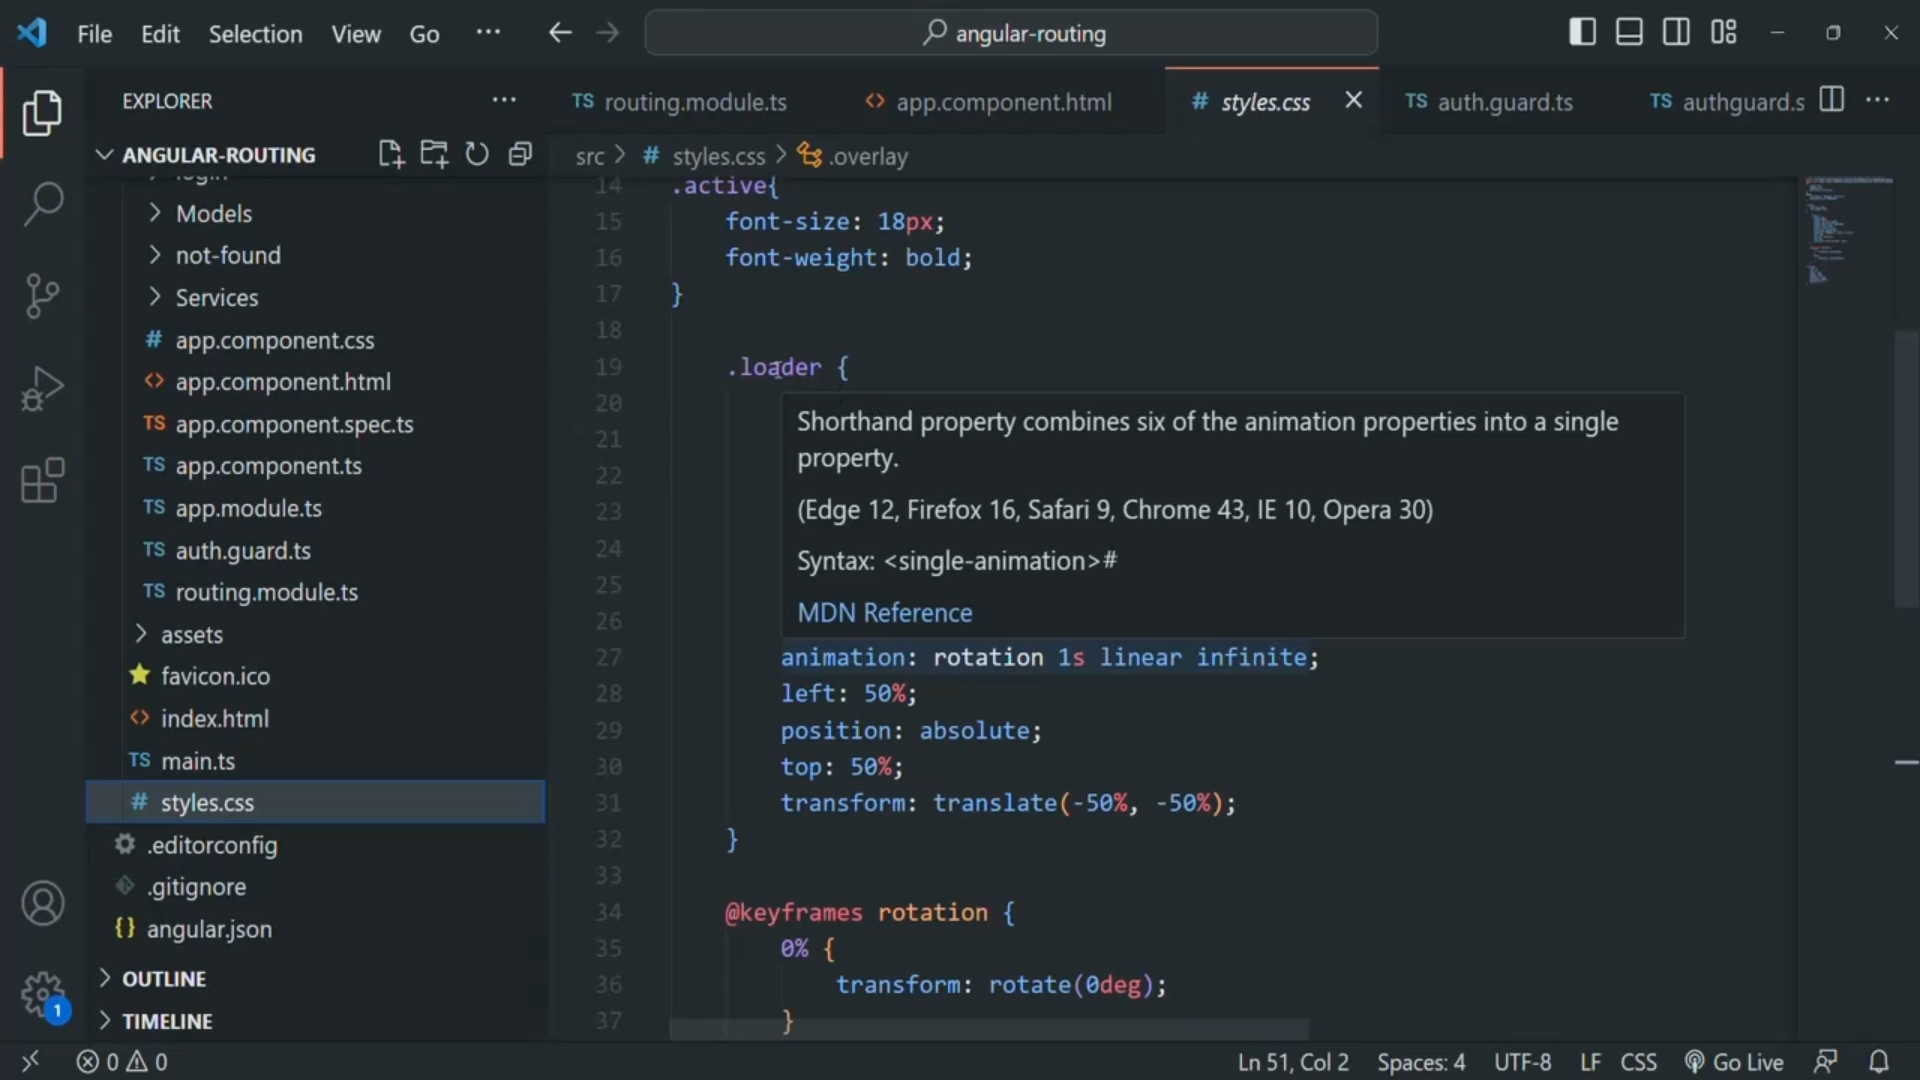 File Edit Selection View Go ... angular-routing
EXPLORER ...
TS routing.module.ts <> app.component.html # styles.css TS auth.guard.ts TS authguard.s ...
ANGULAR-ROUTING
src > # styles.css > .overlay
login
Models
not-found
Services
# app.component.css
<> app.component.html
TS app.component.spec.ts
TS app.component.ts
TS app.module.ts
TS auth.guard.ts
TS routing.module.ts
assets
favicon.ico
<> index.html
TS main.ts
# styles.css
.editorconfig
.gitignore
{} angular.json
OUTLINE
TIMELINE
14 .active{
15 font-size: 18px;
16 font-weight: bold;
17 }
18
19 .loader {
20
21
22
23
24
25
26
Shorthand property combines six of the animation properties into a single
property.
(Edge 12, Firefox 16, Safari 9, Chrome 43, IE 10, Opera 30)
Syntax: <single-animation>#
MDN Reference
27 animation: rotation 1s linear infinite;
28 left: 50%;
29 position: absolute;
30 top: 50%;
31 transform: translate(-50%, -50%);
32 }
33
34 @keyframes rotation {
35 0% {
36 transform: rotate(0deg);
37 }
1
0 0 Ln 51, Col 2 Spaces: 4 UTF-8 LF CSS Go Live